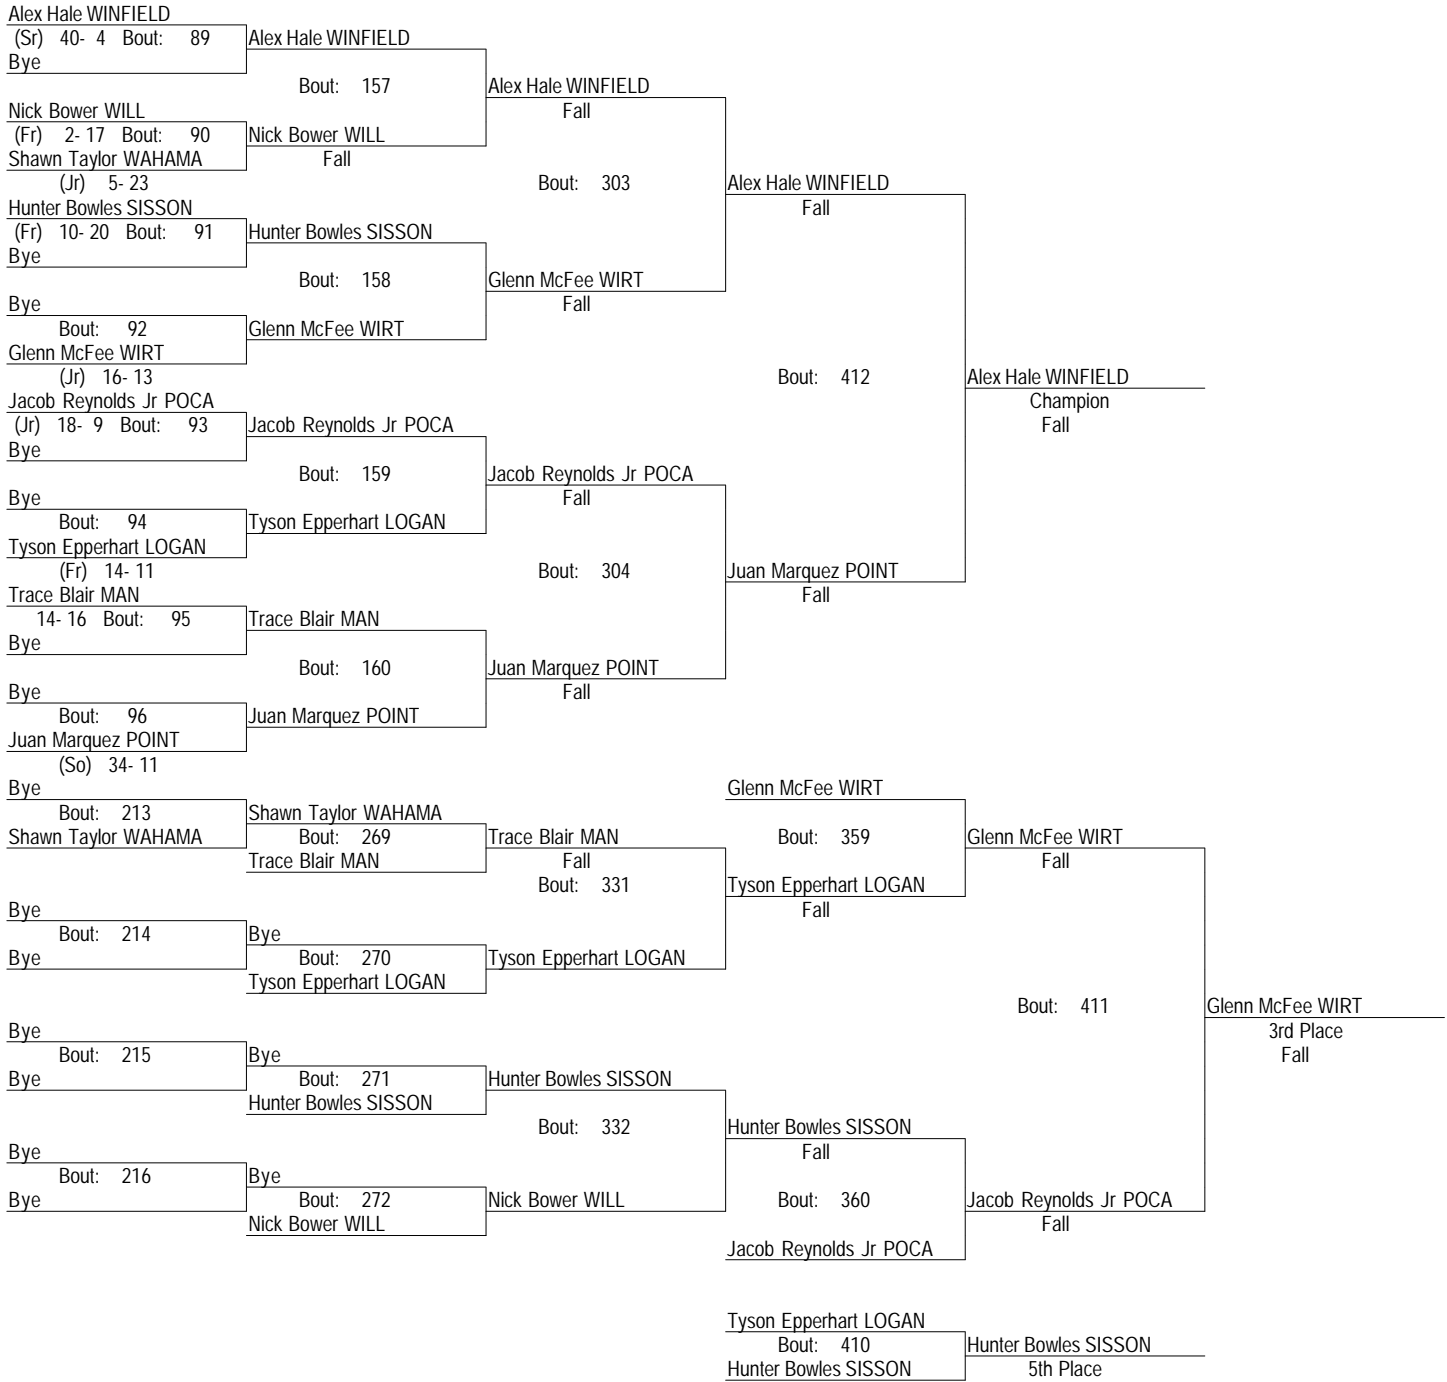 Alex Hale WINFIELD
(Sr) 40- 4 Bout: 89 Alex Hale WINFIELD
Bye
Bout: 157 Alex Hale WINFIELD
Nick Bower WILL Fall
(Fr) 2- 17 Bout: 90 Nick Bower WILL
Shawn Taylor WAHAMA Fall
(Jr) 5- 23 Bout: 303 Alex Hale WINFIELD
Hunter Bowles SISSON Fall
(Fr) 10- 20 Bout: 91 Hunter Bowles SISSON
Bye
Bout: 158 Glenn McFee WIRT
Bye Fall
Bout: 92 Glenn McFee WIRT
Glenn McFee WIRT
(Jr) 16- 13 Bout: 412 Alex Hale WINFIELD
Jacob Reynolds Jr POCA Champion
(Jr) 18- 9 Bout: 93 Jacob Reynolds Jr POCA Fall
Bye
Bout: 159 Jacob Reynolds Jr POCA
Bye Fall
Bout: 94 Tyson Epperhart LOGAN
Tyson Epperhart LOGAN
(Fr) 14- 11 Bout: 304 Juan Marquez POINT
Trace Blair MAN Fall
14- 16 Bout: 95 Trace Blair MAN
Bye
Bout: 160 Juan Marquez POINT
Bye Fall
Bout: 96 Juan Marquez POINT
Juan Marquez POINT
(So) 34- 11
Bye Glenn McFee WIRT
Bout: 213 Shawn Taylor WAHAMA
Shawn Taylor WAHAMA Bout: 269 Trace Blair MAN Bout: 359 Glenn McFee WIRT
Trace Blair MAN Fall Fall
Bout: 331 Tyson Epperhart LOGAN
Bye Fall
Bout: 214 Bye
Bye Bout: 270 Tyson Epperhart LOGAN
Tyson Epperhart LOGAN
Bout: 411 Glenn McFee WIRT
Bye 3rd Place
Bout: 215 Bye Fall
Bye Bout: 271 Hunter Bowles SISSON
Hunter Bowles SISSON
Bout: 332 Hunter Bowles SISSON
Bye Fall
Bout: 216 Bye
Bye Bout: 272 Nick Bower WILL Bout: 360 Jacob Reynolds Jr POCA
Nick Bower WILL Fall
Jacob Reynolds Jr POCA
Tyson Epperhart LOGAN
Bout: 410 Hunter Bowles SISSON
Hunter Bowles SISSON 5th Place